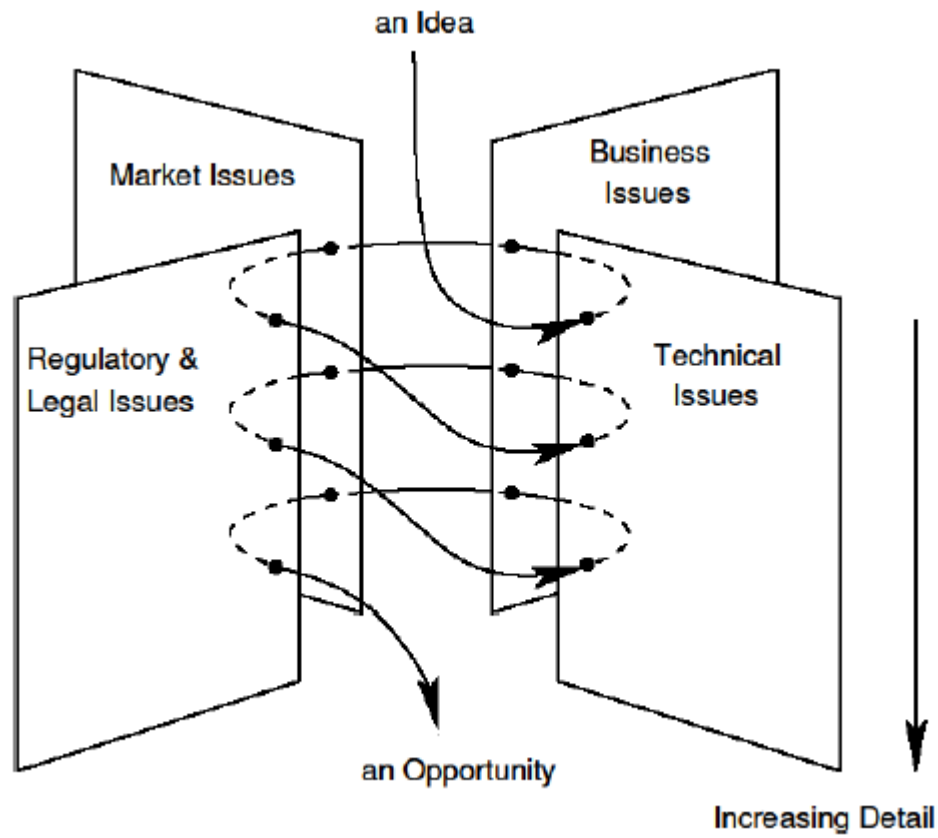 an Idea
Market Issues
Business
Issues
Regulatory &
Legal Issues
Technical
Issues
an Opportunity
Increasing Detail